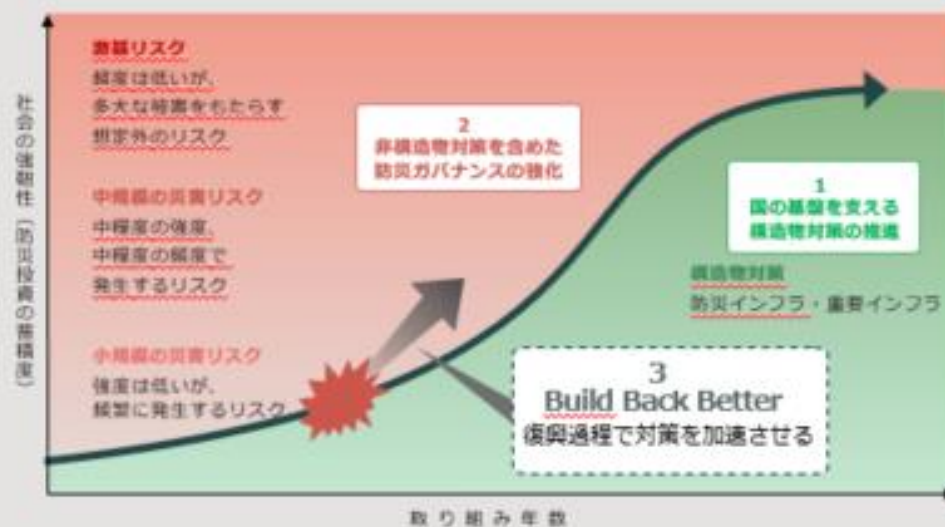 社会の強靭性（防災投資の蓄積度）
激甚リスク
頻度は低いが、
多大な被害をもたらす
想定外のリスク
中規模の災害リスク
中程度の強度、
中程度の頻度で
発生するリスク
小規模の災害リスク
強度は低いが、
頻繁に発生するリスク
2
非構造物対策を含めた
防災ガバナンスの強化
1
国の基盤を支える
構造物対策の推進
構造物対策
防災インフラ・重要インフラ
3
Build Back Better
復興過程で対策を加速させる
取り組み年数